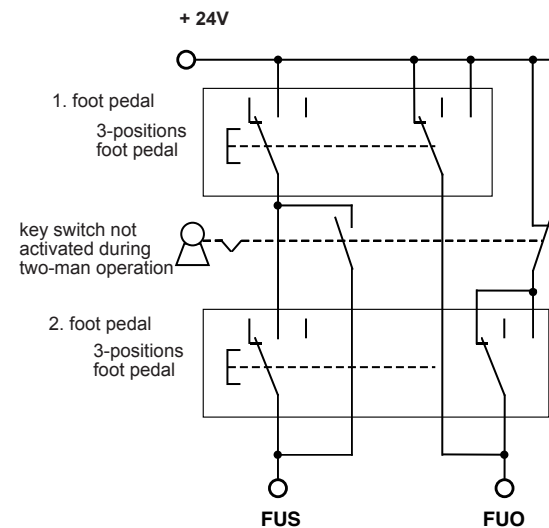 + 24V
1. foot pedal
3-positions
foot pedal
key switch not
activated during
two-man operation
2. foot pedal
3-positions
foot pedal
FUS
FUO